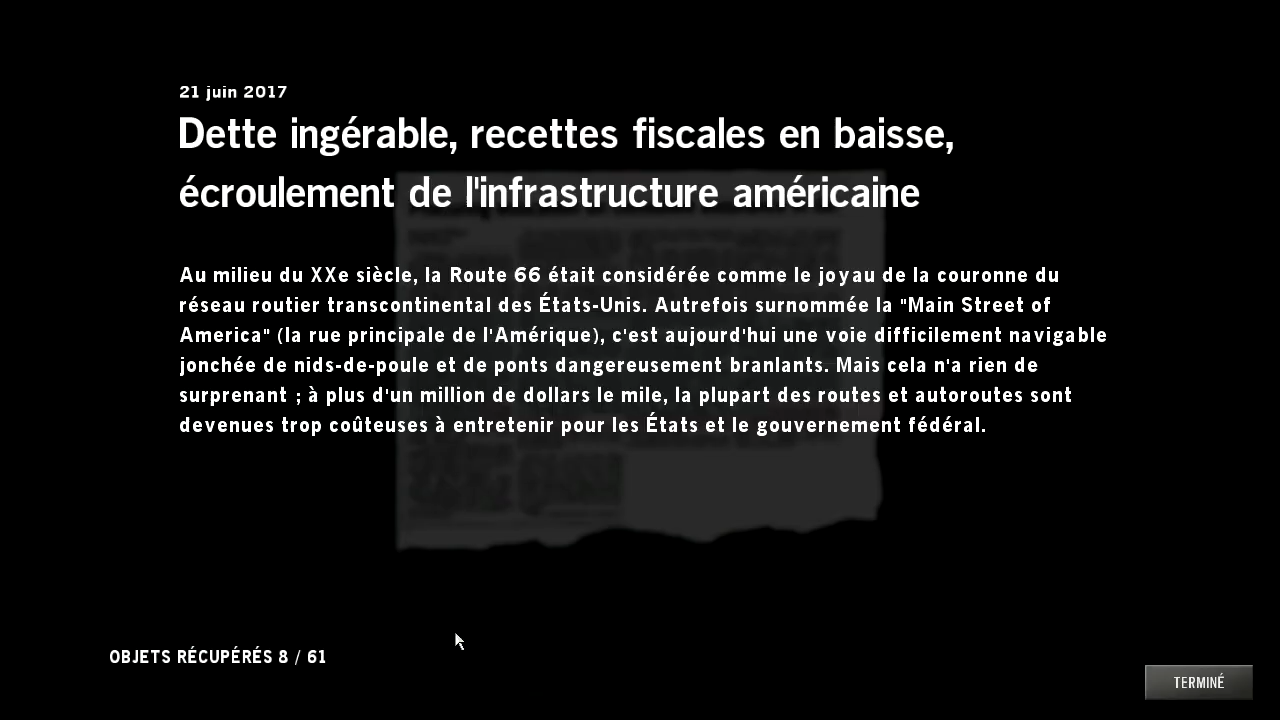 21 juin 2017
Dette ingérable, recettes fiscales en baisse,
écroulement de l'infrastructure américaine
Au milieu du XXe siècle, la Route 66 était considérée comme le joyau de la couronne du
réseau routier transcontinental des États-Unis. Autrefois surnommée la "Main Street of
America" (la rue principale de l'Amérique), c'est aujourd'hui une voie difficilement navigable
jonchée de nids-de-poule et de ponts dangereusement branlants. Mais cela n'a rien de
surprenant ; à plus d'un million de dollars le mile, la plupart des routes et autoroutes sont
devenues trop coûteuses à entretenir pour les États et le gouvernement fédéral.
OBJETS RÉCUPÉRÉS 8 / 61
TERMINÉ